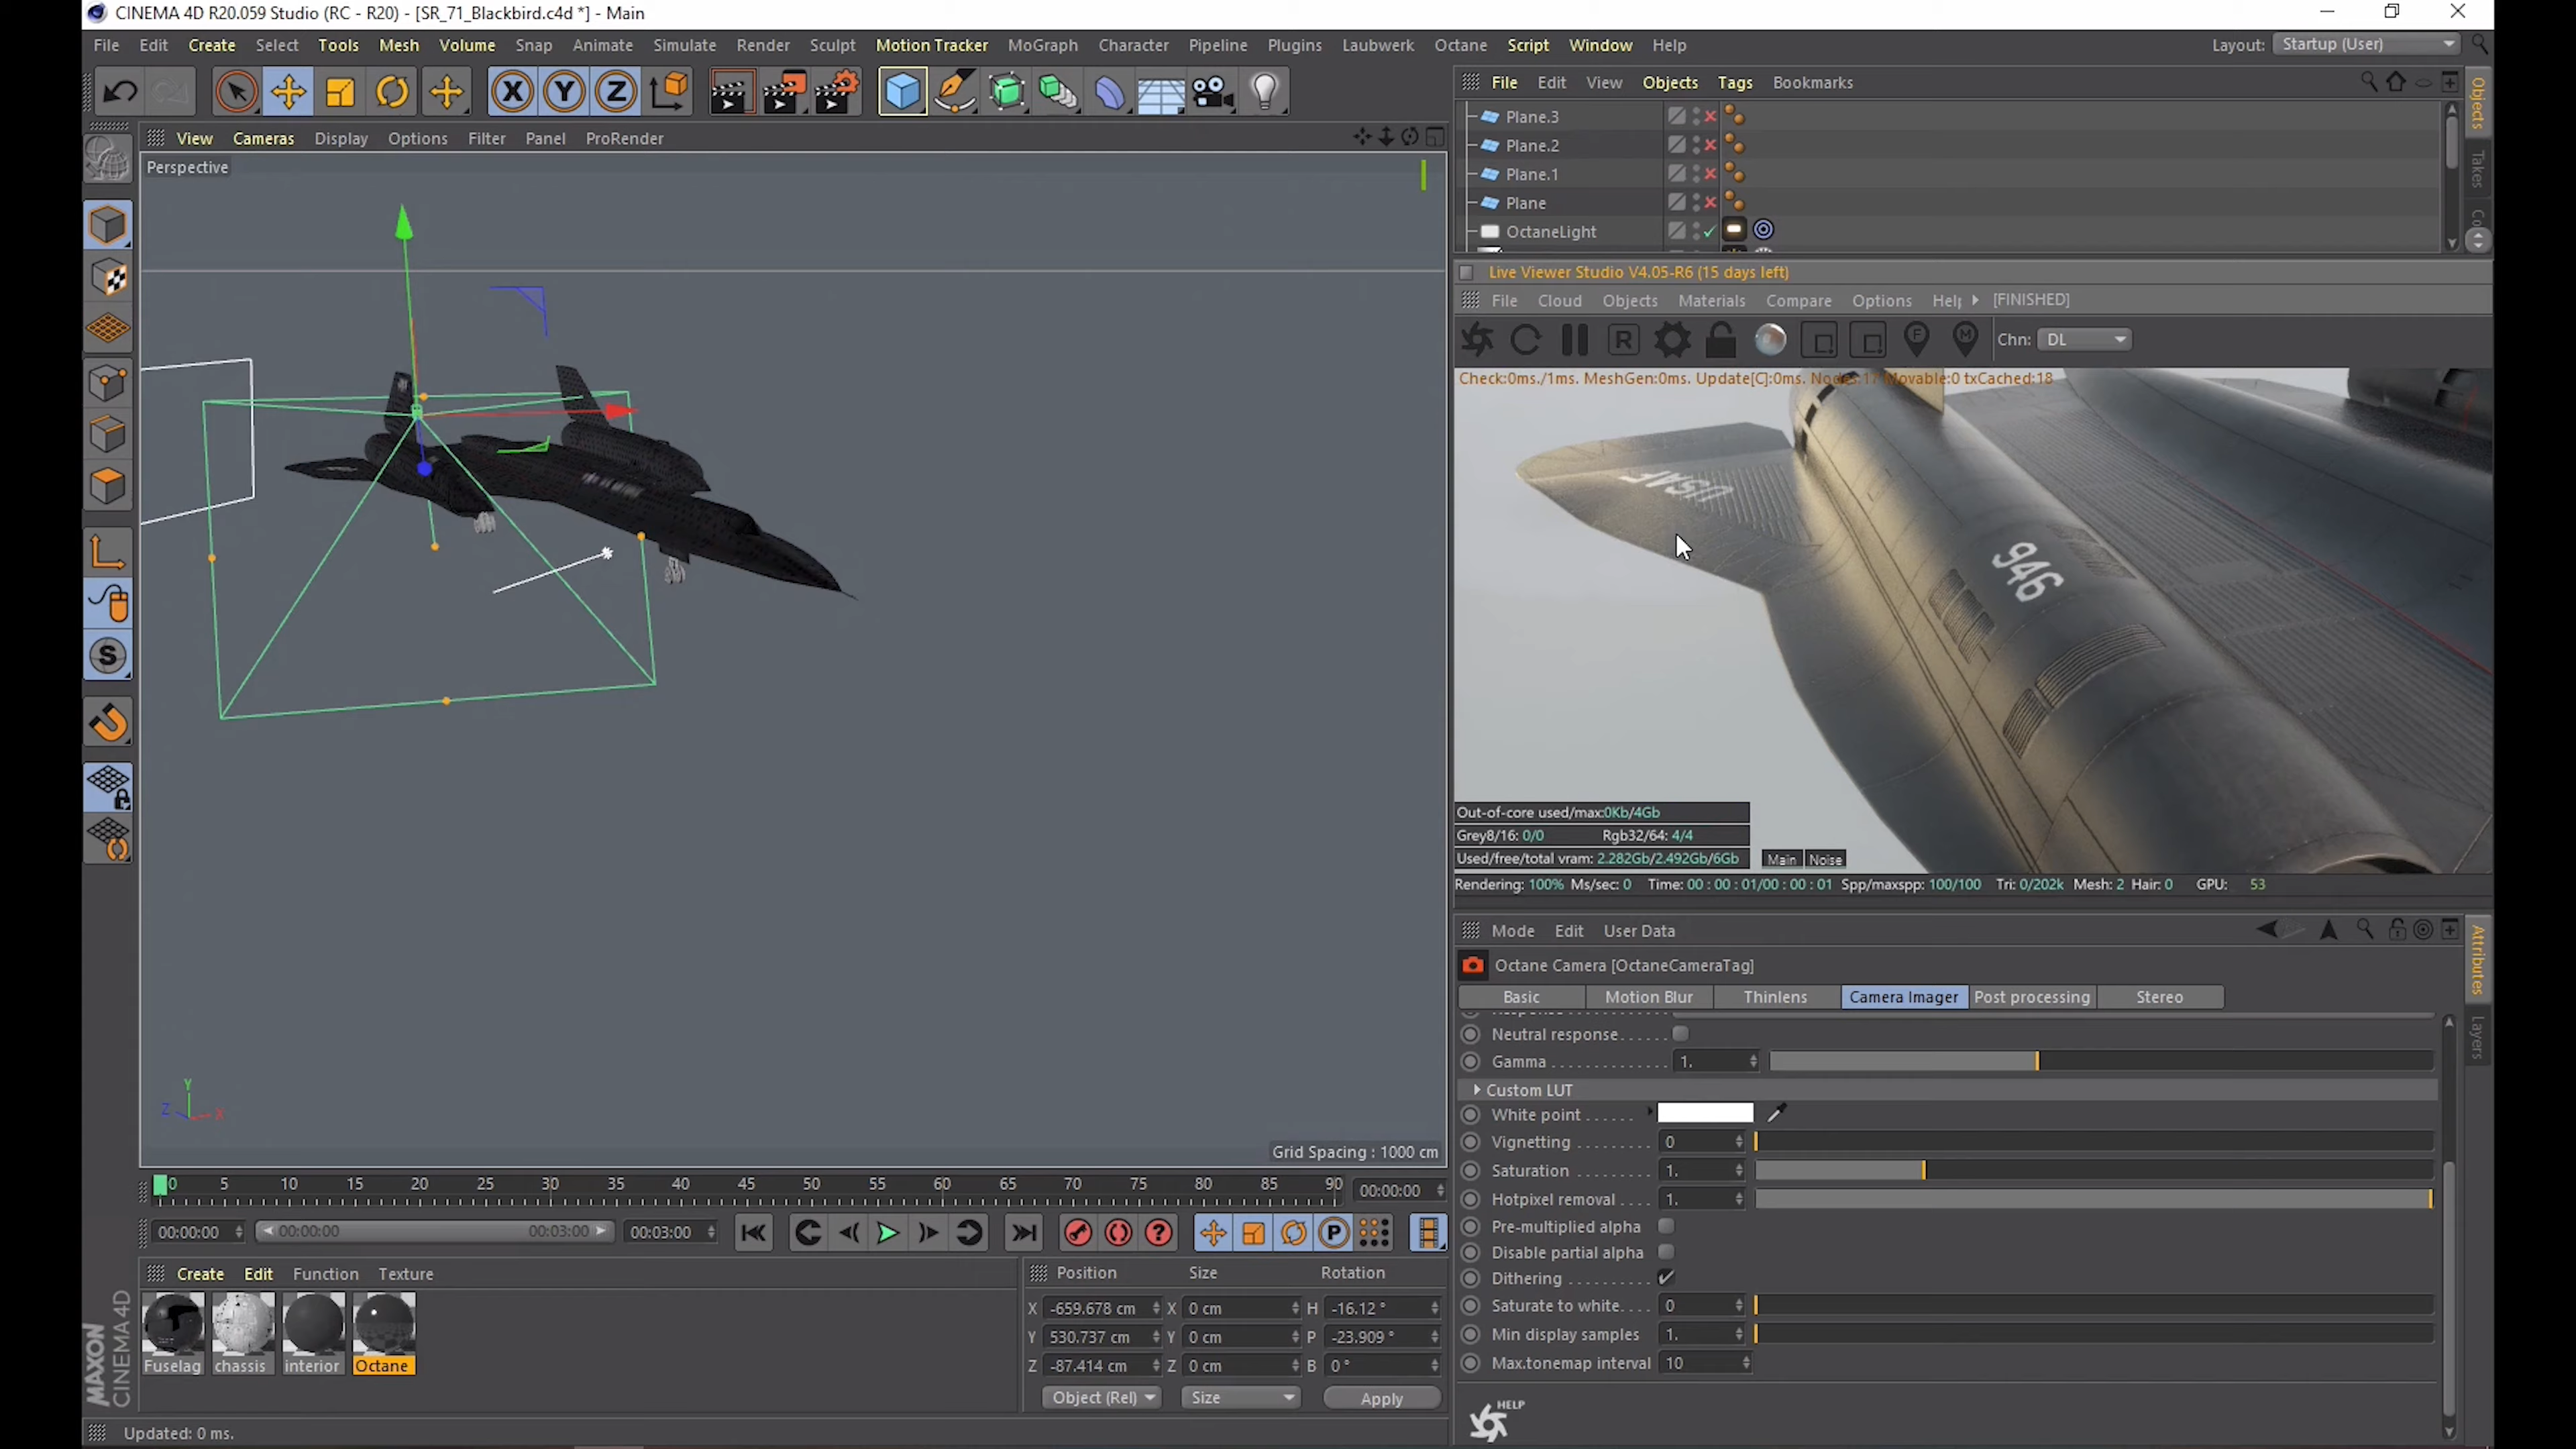 CINEMA 4D R20.059 Studio (RC - R20) - [SR_71_Blackbird.c4d *] - Main
File Edit Create Select Tools Mesh Volume Snap Animate Simulate Render Sculpt Motion Tracker MoGraph Character Pipeline Plugins Laubwerk Octane Script Window Help Layout: Startup (User)
X Y Z
File Edit View Objects Tags Bookmarks
View Cameras Display Options Filter Panel ProRender
Perspective
Plane.3
Plane.2
Plane.1
Plane
OctaneLight
Objects
Takes
Live Viewer Studio V4.05-R6 (15 days left)
File Cloud Objects Materials Compare Options Help [FINISHED]
R F M Chn: DL
Check:0ms./1ms. MeshGen:0ms. Update[C]:0ms. Nodes:17 Movable:0 txCached:18
USAF
946
Out-of-core used/max:0Kb/4Gb
Grey8/16: 0/0 Rgb32/64: 4/4
Used/free/total vram: 2.282Gb/2.492Gb/6Gb Main Noise
Rendering: 100% Ms/sec: 0 Time: 00 : 00 : 01/00 : 00 : 01 Spp/maxspp: 100/100 Tri: 0/202k Mesh: 2 Hair: 0 GPU: 53
Mode Edit User Data
Octane Camera [OctaneCameraTag]
Basic Motion Blur Thinlens Camera Imager Post processing Stereo
Neutral response
Gamma 1.
Custom LUT
White point
Vignetting 0
Saturation 1.
Hotpixel removal 1.
Pre-multiplied alpha
Disable partial alpha
Dithering
Saturate to white 0
Min display samples 1.
Max.tonemap interval 10
HELP
Attributes
Layers
S
Y
Z X
Grid Spacing : 1000 cm
0 5 10 15 20 25 30 35 40 45 50 55 60 65 70 75 80 85 90 00:00:00
00:00:00 00:00:00 00:03:00 00:03:00 ? P
Create Edit Function Texture
Fuselag chassis interior Octane
Position Size Rotation
X -659.678 cm X 0 cm H -16.12 °
Y 530.737 cm Y 0 cm P -23.909 °
Z -87.414 cm Z 0 cm B 0 °
Object (Rel) Size Apply
MAXON
CINEMA 4D
Updated: 0 ms.